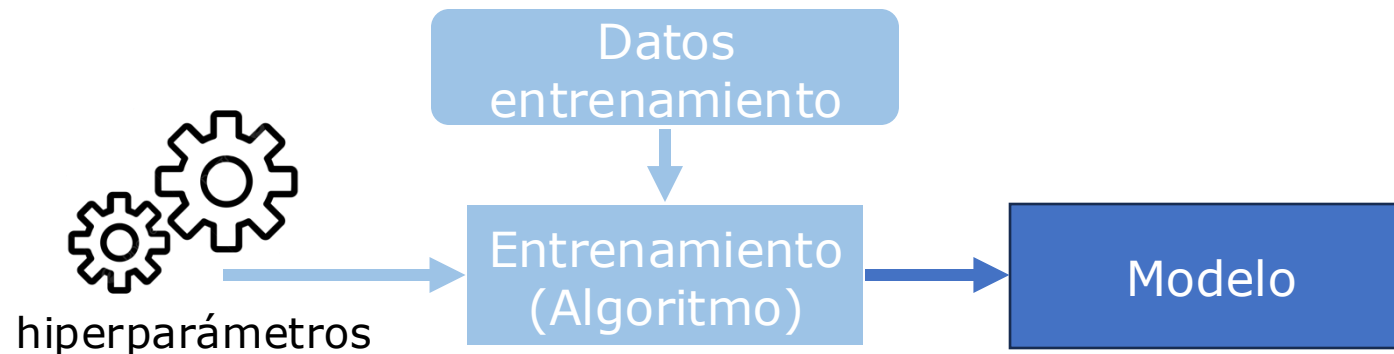 Datos
entrenamiento
Entrenamiento
(Algoritmo)
Modelo
hiperparámetros